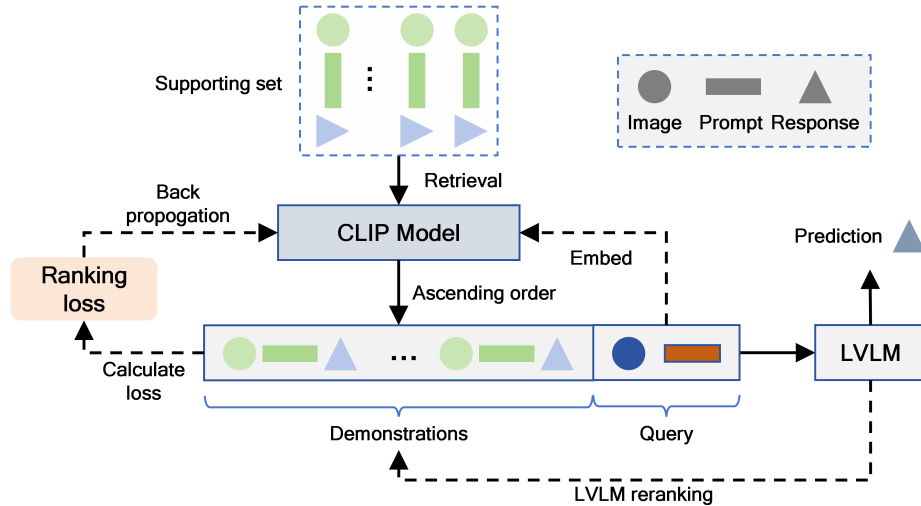 Supporting set
...
Image
Prompt
Response
Retrieval
Back
propogation
CLIP Model
Prediction
Embed
Ranking
loss
Ascending order
...
LVLM
Calculate
loss
Demonstrations
Query
LVLM reranking